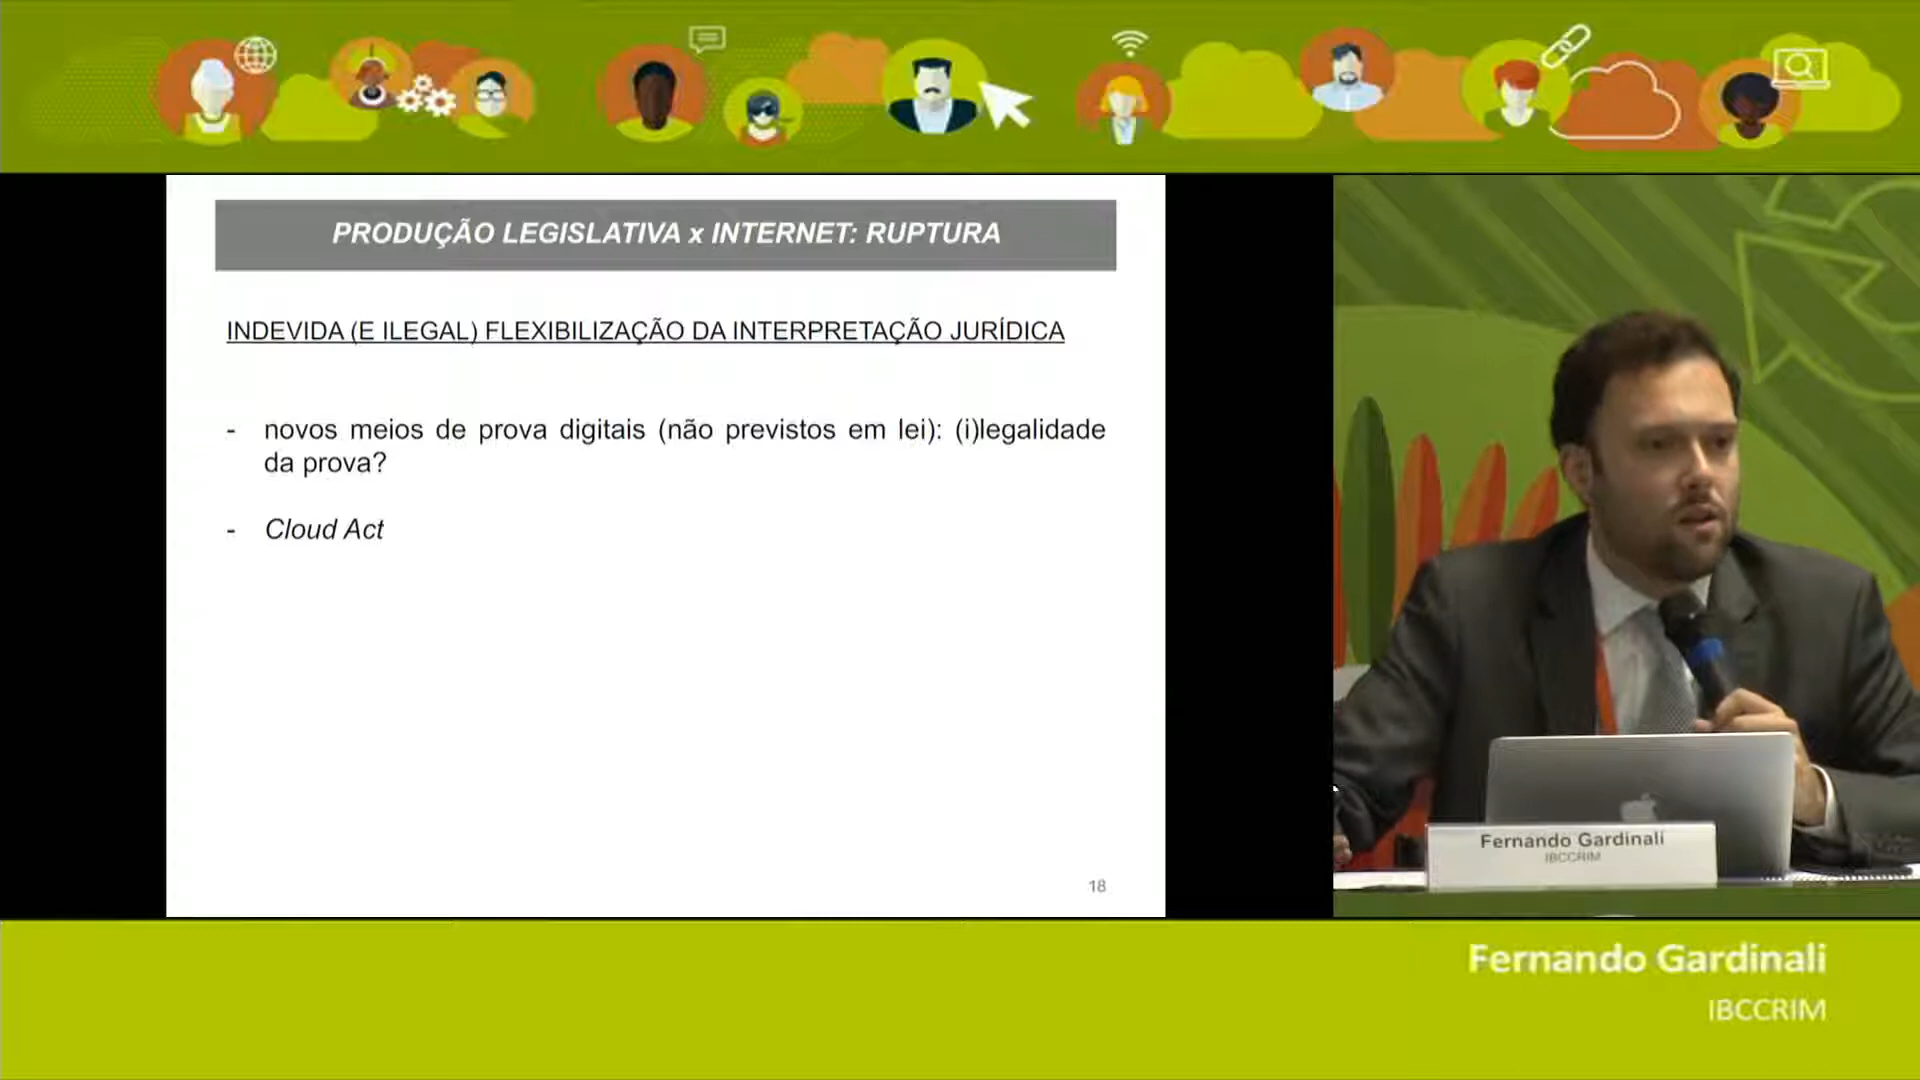 PRODUÇÃO LEGISLATIVA x INTERNET: RUPTURA
INDEVIDA (E ILEGAL) FLEXIBILIZAÇÃO DA INTERPRETAÇÃO JURÍDICA
- novos meios de prova digitais (não previstos em lei): (i)legalidade
da prova?
- Cloud Act
18
Fernando Gardinali
IBCCRIM
Fernando Gardinali
IBCCRIM